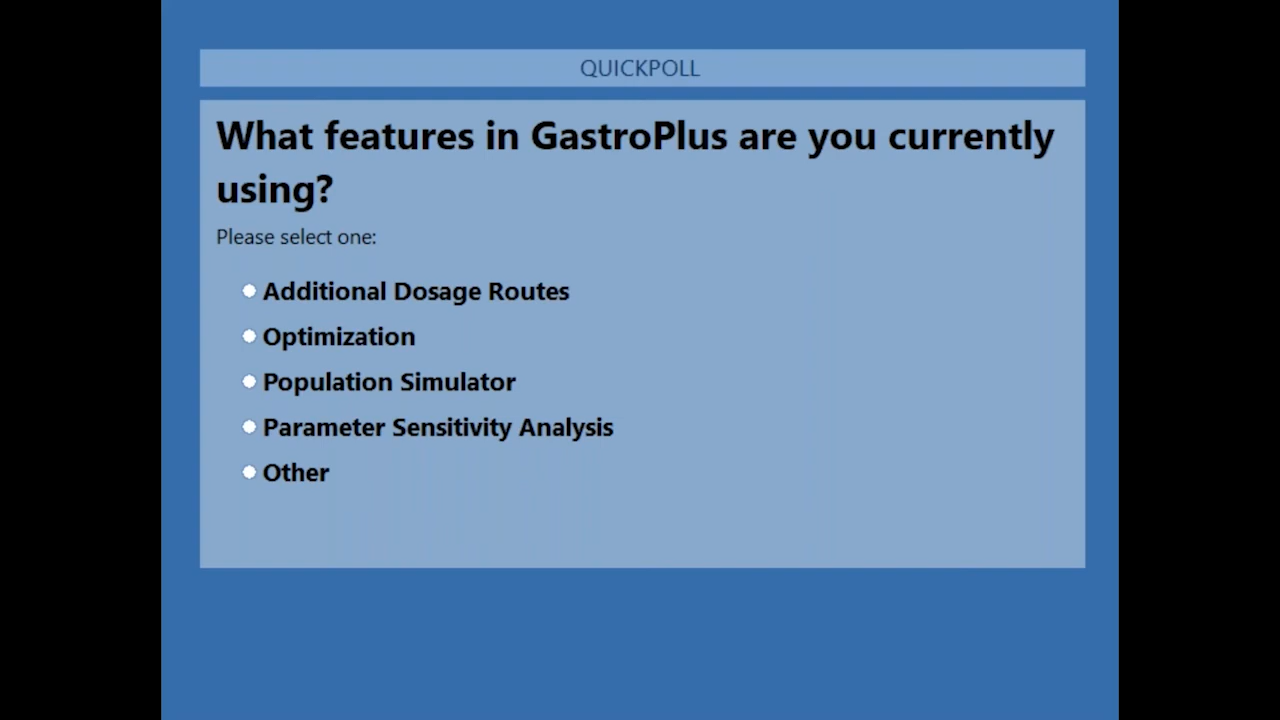 QUICKPOLL
What features in GastroPlus are you currently
using?
Please select one:
Additional Dosage Routes
Optimization
Population Simulator
Parameter Sensitivity Analysis
Other